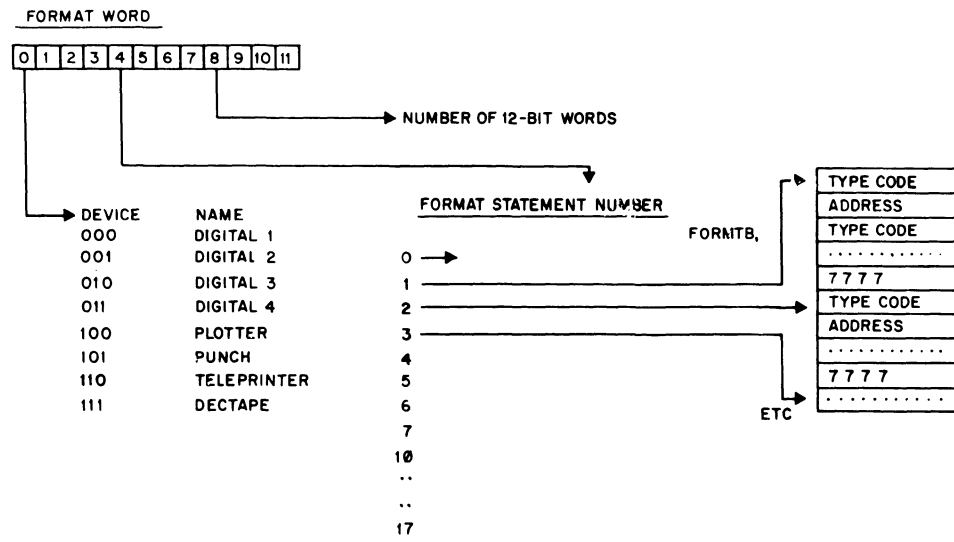 FORMAT WORD
0 1 2 3 4 5 6 7 8 9 10 11
NUMBER OF 12-BIT WORDS
DEVICE NAME
000 DIGITAL 1
001 DIGITAL 2
010 DIGITAL 3
011 DIGITAL 4
100 PLOTTER
101 PUNCH
110 TELEPRINTER
111 DECTAPE
FORMAT STATEMENT NUMBER
0
1
2
3
4
5
6
7
10
..
..
17
FORMTB,
ETC
TYPE CODE
ADDRESS
TYPE CODE
...........
7777
TYPE CODE
ADDRESS
...........
7777
...........